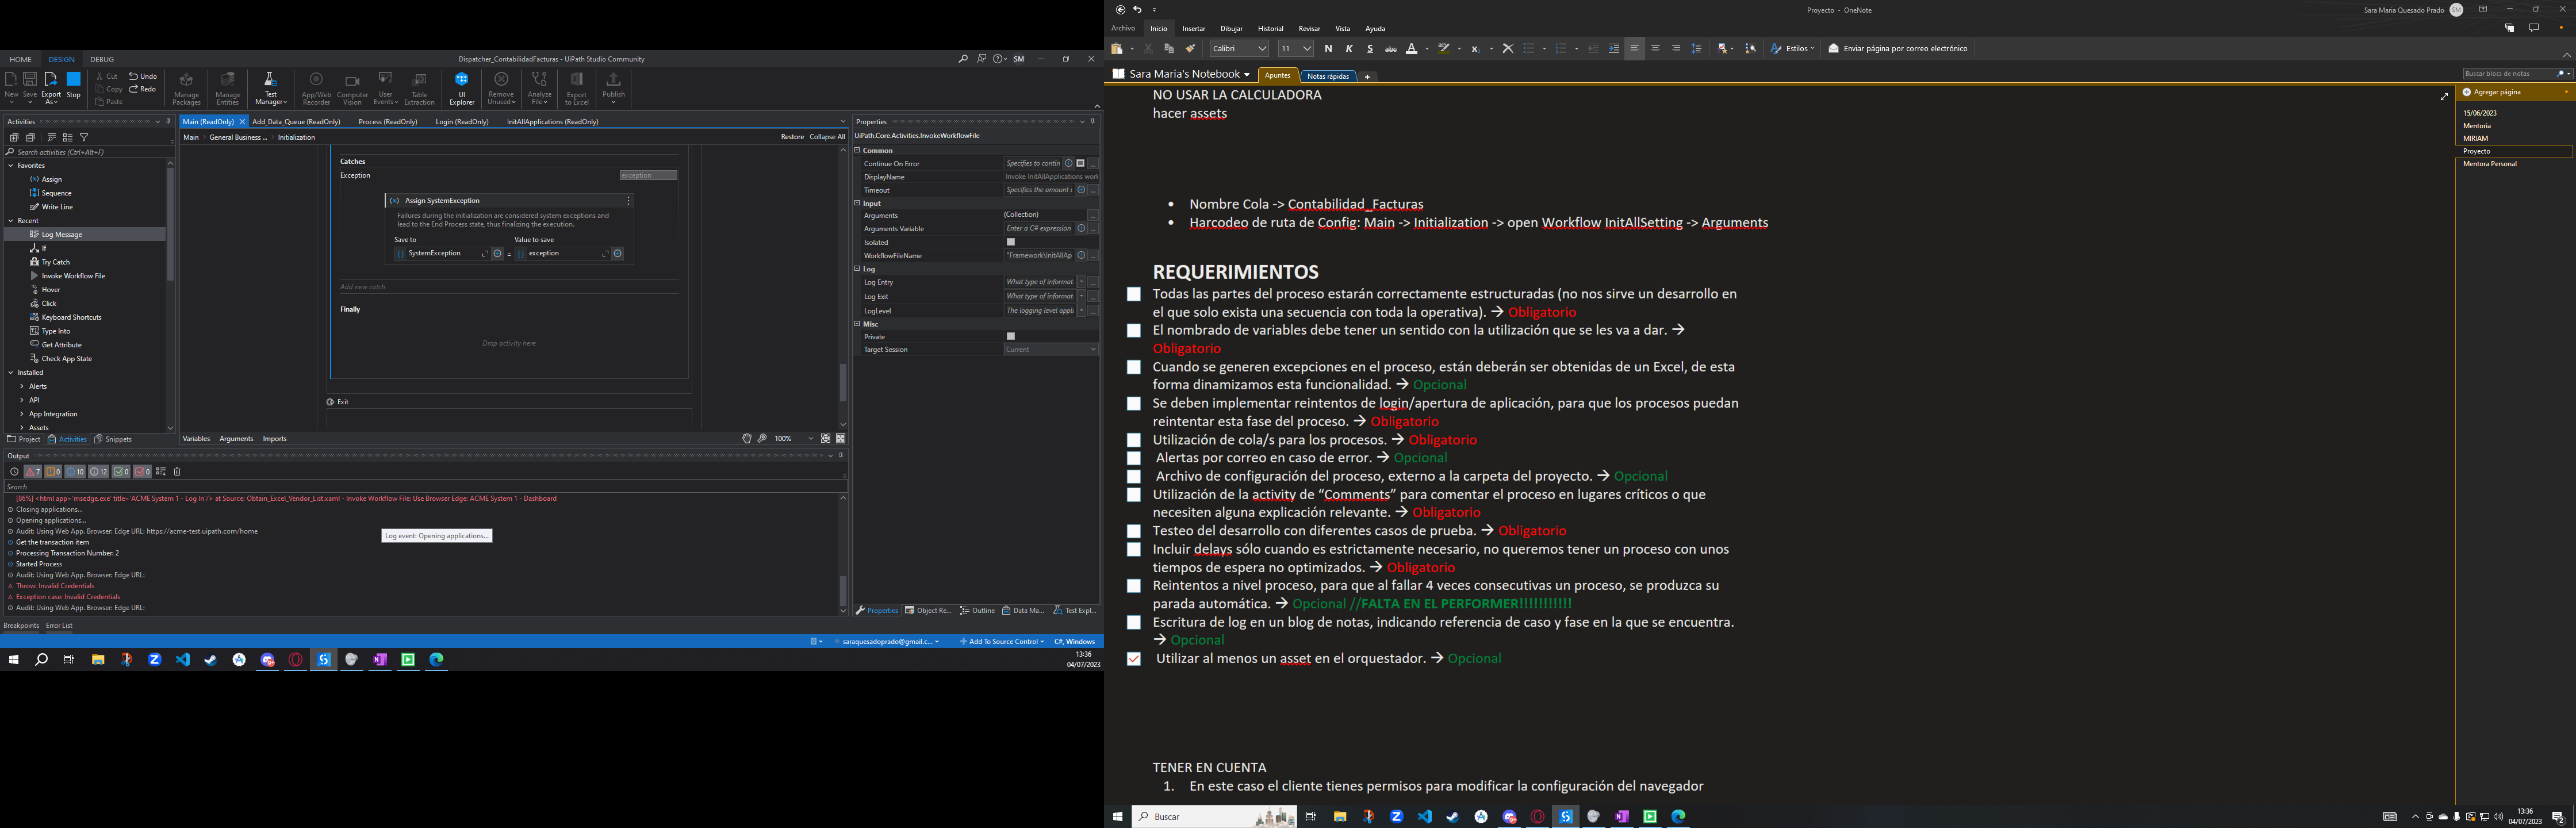 HOME DESIGN DEBUG
Dispatcher_ContabilidadFacturas - UiPath Studio Community
SM
New Save Export As Stop
Cut Copy Paste
Undo Redo
Manage Packages
Manage Entities
Test Manager
App/Web Recorder
Computer Vision
User Events
Table Extraction
UI Explorer
Remove Unused
Analyze File
Export to Excel
Publish
Activities
Search activities (Ctrl+Alt+F)
Favorites
Assign
Sequence
Write Line
Recent
Log Message
If
Try Catch
Invoke Workflow File
Hover
Click
Keyboard Shortcuts
Type Into
Get Attribute
Check App State
Installed
Alerts
API
App Integration
Assets
Project Activities Snippets
Main (ReadOnly) Add_Data_Queue (ReadOnly) Process (ReadOnly) Login (ReadOnly) InitAllApplications (ReadOnly)
Main > General Business ... > Initialization
Restore Collapse All
Catches
Exception exception
Assign SystemException
Failures during the initialization are considered system exceptions and
lead to the End Process state, thus finalizing the execution.
Save to Value to save
SystemException = exception
Add new catch
Finally
Drop activity here
Exit
Variables Arguments Imports
100%
Properties
UiPath.Core.Activities.InvokeWorkflowFile
Common
Continue On Error Specifies to contin
DisplayName Invoke InitAllApplications work
Timeout Specifies the amount o
Input
Arguments (Collection)
Arguments Variable Enter a C# expression
Isolated
WorkflowFileName "Framework\InitAllAp
Log
Log Entry What type of informat
Log Exit What type of informat
LogLevel The logging level appli
Misc
Private
Target Session Current
Properties Object Re... Outline Data Ma... Test Expl...
Output
7 0 10 12 0 0
Search
[86%] <html app='msedge.exe' title='ACME System 1 - Log In'/> at Source: Obtain_Excel_Vendor_List.xaml - Invoke Workflow File: Use Browser Edge: ACME System 1 - Dashboard
Closing applications...
Opening applications...
Audit: Using Web App. Browser: Edge URL: https://acme-test.uipath.com/home
Log event: Opening applications...
Get the transaction item
Processing Transaction Number: 2
Started Process
Audit: Using Web App. Browser: Edge URL:
Throw: Invalid Credentials
Exception case: Invalid Credentials
Audit: Using Web App. Browser: Edge URL:
Breakpoints Error List
saraquesadoprado@gmail.c... Add To Source Control C#, Windows
13:36
04/07/2023
Proyecto - OneNote
Sara Maria Quesado Prado SM
Archivo Inicio Insertar Dibujar Historial Revisar Vista Ayuda
Calibri 11 N K S abc A
Estilos Enviar página por correo electrónico
Sara Maria's Notebook Apuntes Notas rápidas +
Buscar blocs de notas
Agregar página
15/06/2023
Mentoria
MIRIAM
Proyecto
Mentora Personal
NO USAR LA CALCULADORA
hacer assets
• Nombre Cola -> Contabilidad_Facturas
• Harcodeo de ruta de Config: Main -> Initialization -> open Workflow InitAllSetting -> Arguments
REQUERIMIENTOS
Todas las partes del proceso estarán correctamente estructuradas (no nos sirve un desarrollo en
el que solo exista una secuencia con toda la operativa). → Obligatorio
El nombrado de variables debe tener un sentido con la utilización que se les va a dar. →
Obligatorio
Cuando se generen excepciones en el proceso, están deberán ser obtenidas de un Excel, de esta
forma dinamizamos esta funcionalidad. → Opcional
Se deben implementar reintentos de login/apertura de aplicación, para que los procesos puedan
reintentar esta fase del proceso. → Obligatorio
Utilización de cola/s para los procesos. → Obligatorio
Alertas por correo en caso de error. → Opcional
Archivo de configuración del proceso, externo a la carpeta del proyecto. → Opcional
Utilización de la activity de “Comments” para comentar el proceso en lugares críticos o que
necesiten alguna explicación relevante. → Obligatorio
Testeo del desarrollo con diferentes casos de prueba. → Obligatorio
Incluir delays sólo cuando es estrictamente necesario, no queremos tener un proceso con unos
tiempos de espera no optimizados. → Obligatorio
Reintentos a nivel proceso, para que al fallar 4 veces consecutivas un proceso, se produzca su
parada automática. → Opcional //FALTA EN EL PERFORMER!!!!!!!!!!!
Escritura de log en un blog de notas, indicando referencia de caso y fase en la que se encuentra.
→ Opcional
Utilizar al menos un asset en el orquestador. → Opcional
TENER EN CUENTA
1. En este caso el cliente tienes permisos para modificar la configuración del navegador
Buscar
13:36
04/07/2023
2